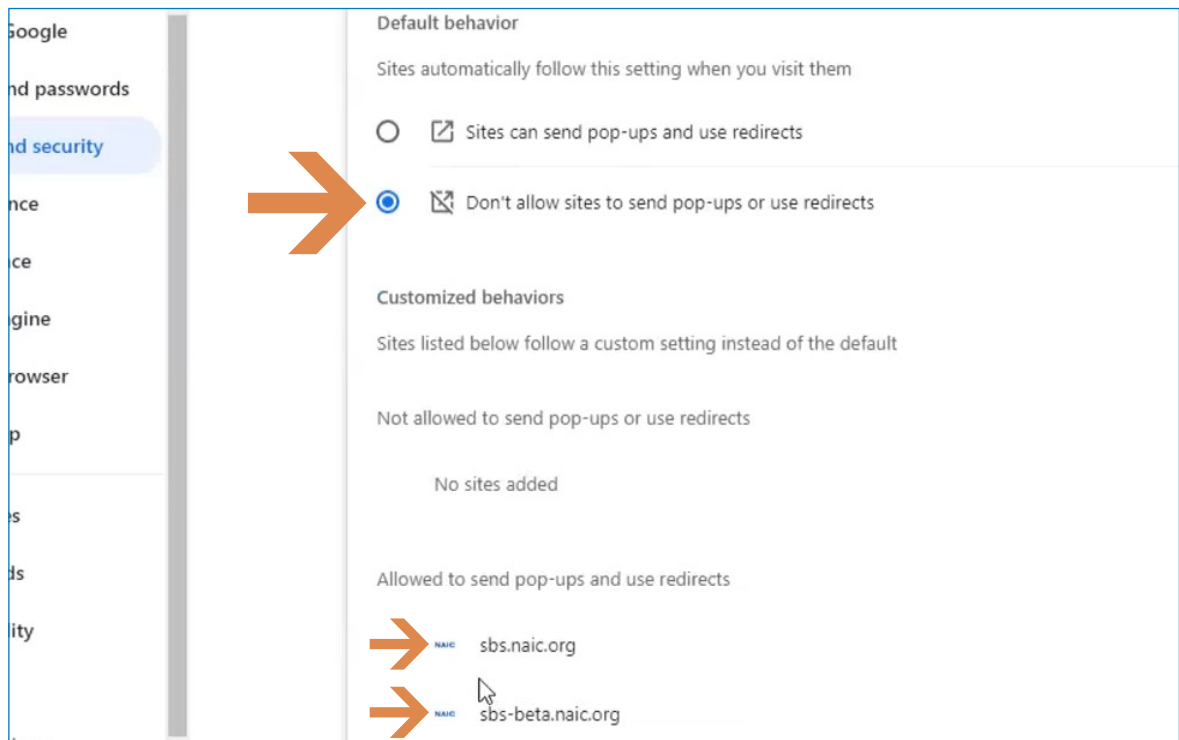 Google
nd passwords
nd security
nce
ce
gine
rowser
p
es
ds
lity
Default behavior
Sites automatically follow this setting when you visit them
Sites can send pop-ups and use redirects
Don't allow sites to send pop-ups or use redirects
Customized behaviors
Sites listed below follow a custom setting instead of the default
Not allowed to send pop-ups or use redirects
No sites added
Allowed to send pop-ups and use redirects
NAIC sbs.naic.org
NAIC sbs-beta.naic.org